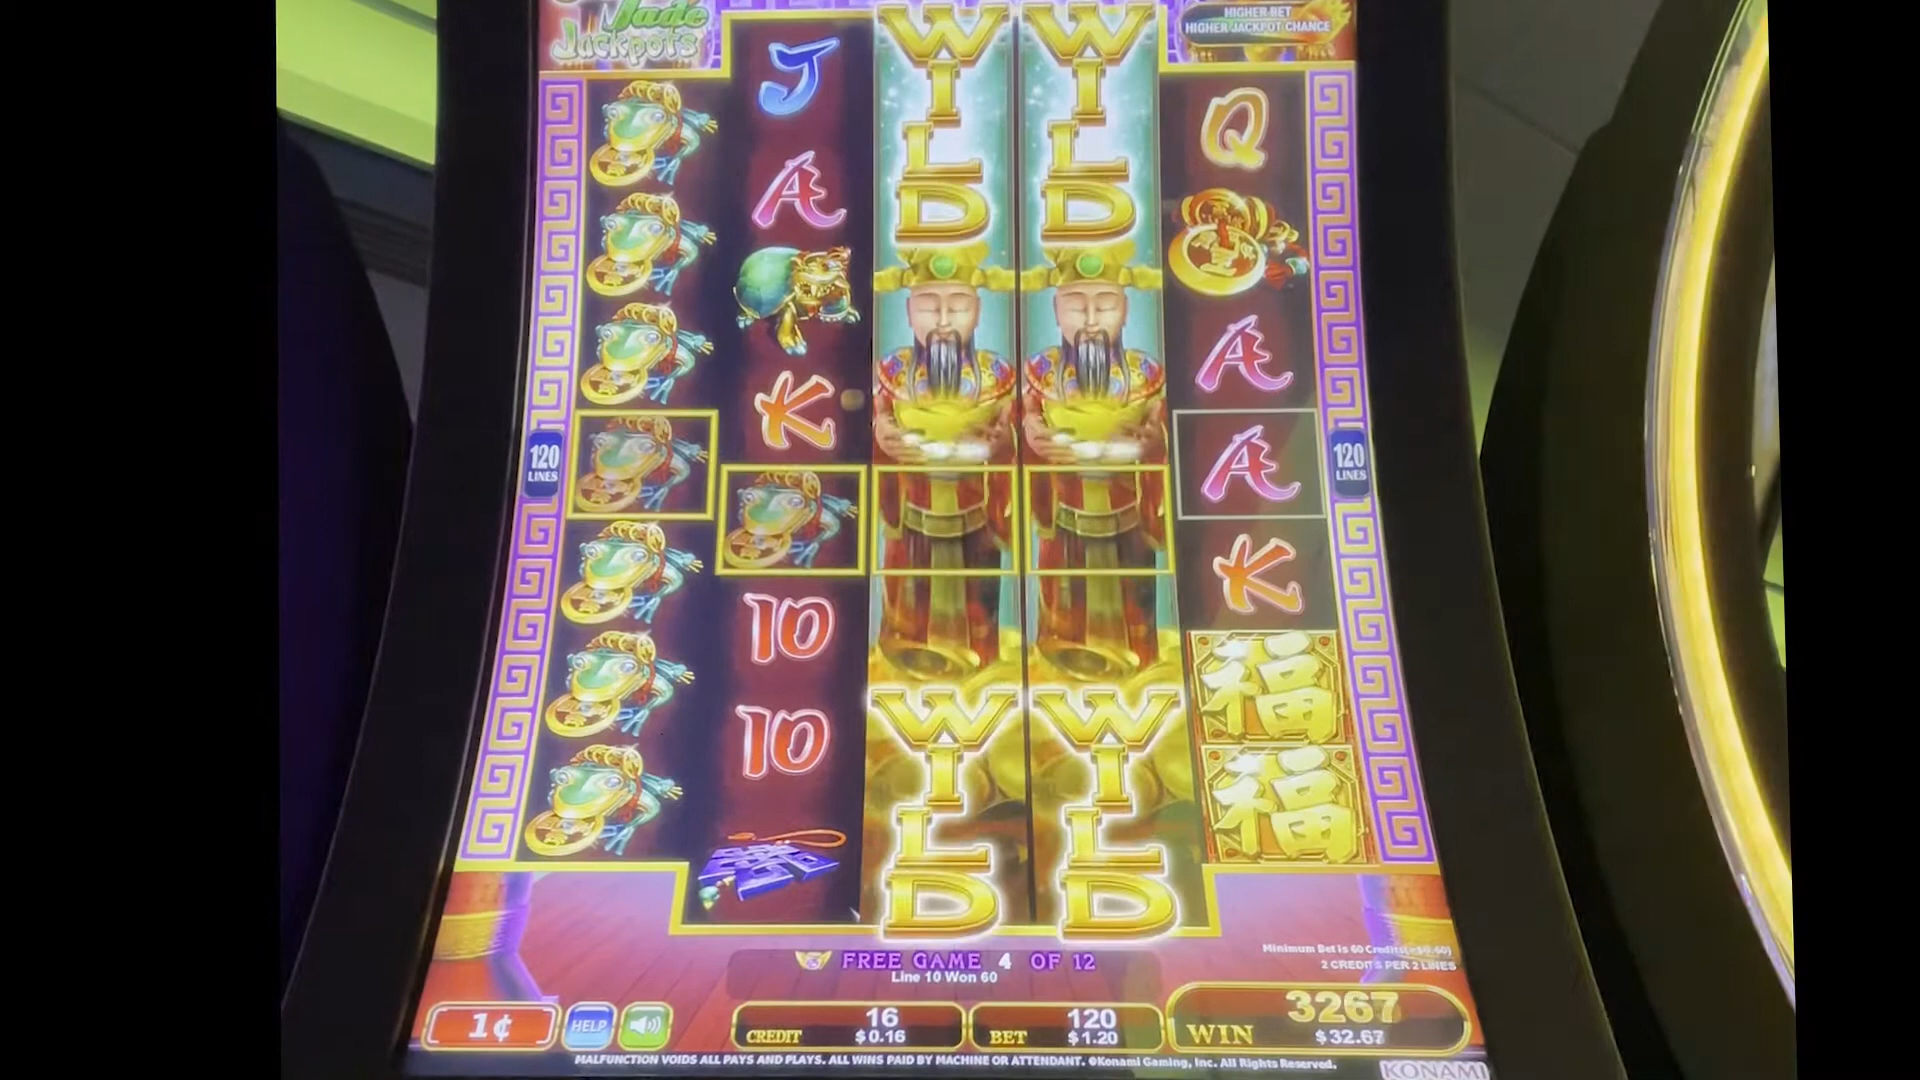 Jade
Jackpots
HIGHER BET
HIGHER JACKPOT CHANCE
WILD
WILD
J
Q
A
A
K
120
LINES
A
120
LINES
K
10
福
10
福
WILD
WILD
FREE GAME 4 OF 12
Line 10 Won 60
Minimum Bet is 60 Credits(=$0.60)
2 CREDITS PER 2 LINES
1¢
HELP
CREDIT
16
$0.16
BET
120
$1.20
WIN
3267
$32.67
MALFUNCTION VOIDS ALL PAYS AND PLAYS. ALL WINS PAID BY MACHINE OR ATTENDANT. ©Konami Gaming, Inc. All Rights Reserved.
KONAMI